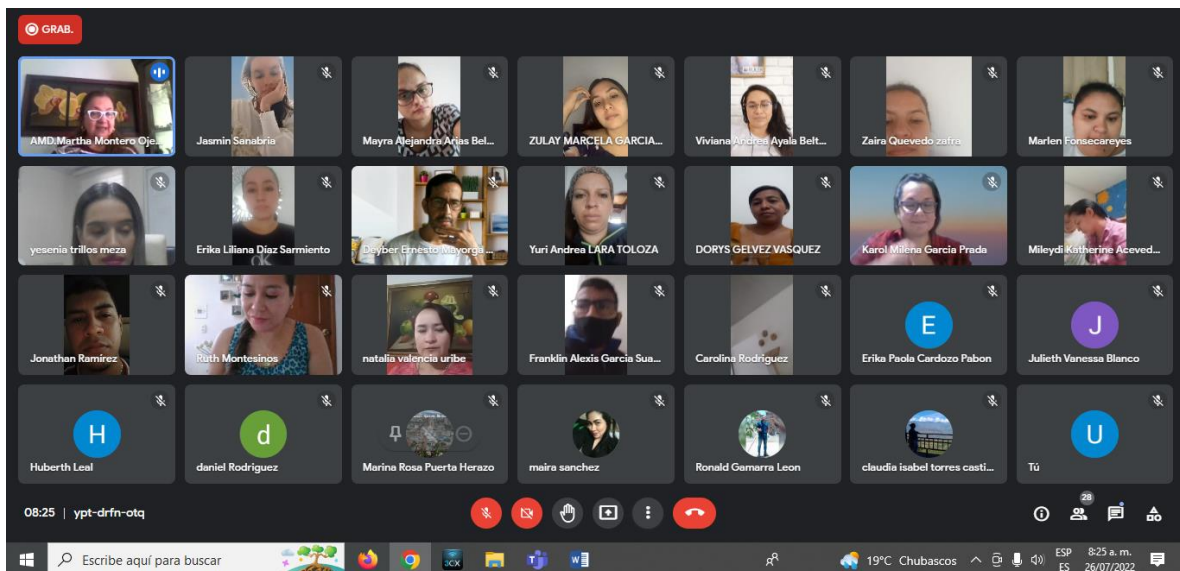 GRAB.
AMD.Martha Montero Oje...
Jasmin Sanabria
Mayra Alejandra Arias Bel...
ZULAY MARCELA GARCIA...
Viviana Andrea Ayala Belt...
Zaira Quevedo zafra
Marlen Fonsecareyes
yesenia trillos meza
Erika Liliana Díaz Sarmiento
Deyber Ernesto Mayorga ...
Yuri Andrea LARA TOLOZA
DORYS GELVEZ VASQUEZ
Karol Milena Garcia Prada
Mileydi Katherine Aceved...
Jonathan Ramírez
Ruth Montesinos
natalia valencia uribe
Franklin Alexis Garcia Sua...
Carolina Rodriguez
E
Erika Paola Cardozo Pabon
J
Julieth Vanessa Blanco
H
Huberth Leal
d
daniel Rodriguez
Marina Rosa Puerta Herazo
maira sanchez
Ronald Gamarra Leon
claudia isabel torres casti...
U
Tú
08:25 | ypt-drfn-otq
28
Escribe aquí para buscar
3CX
19°C Chubascos
ESP
ES
8:25 a. m.
26/07/2022